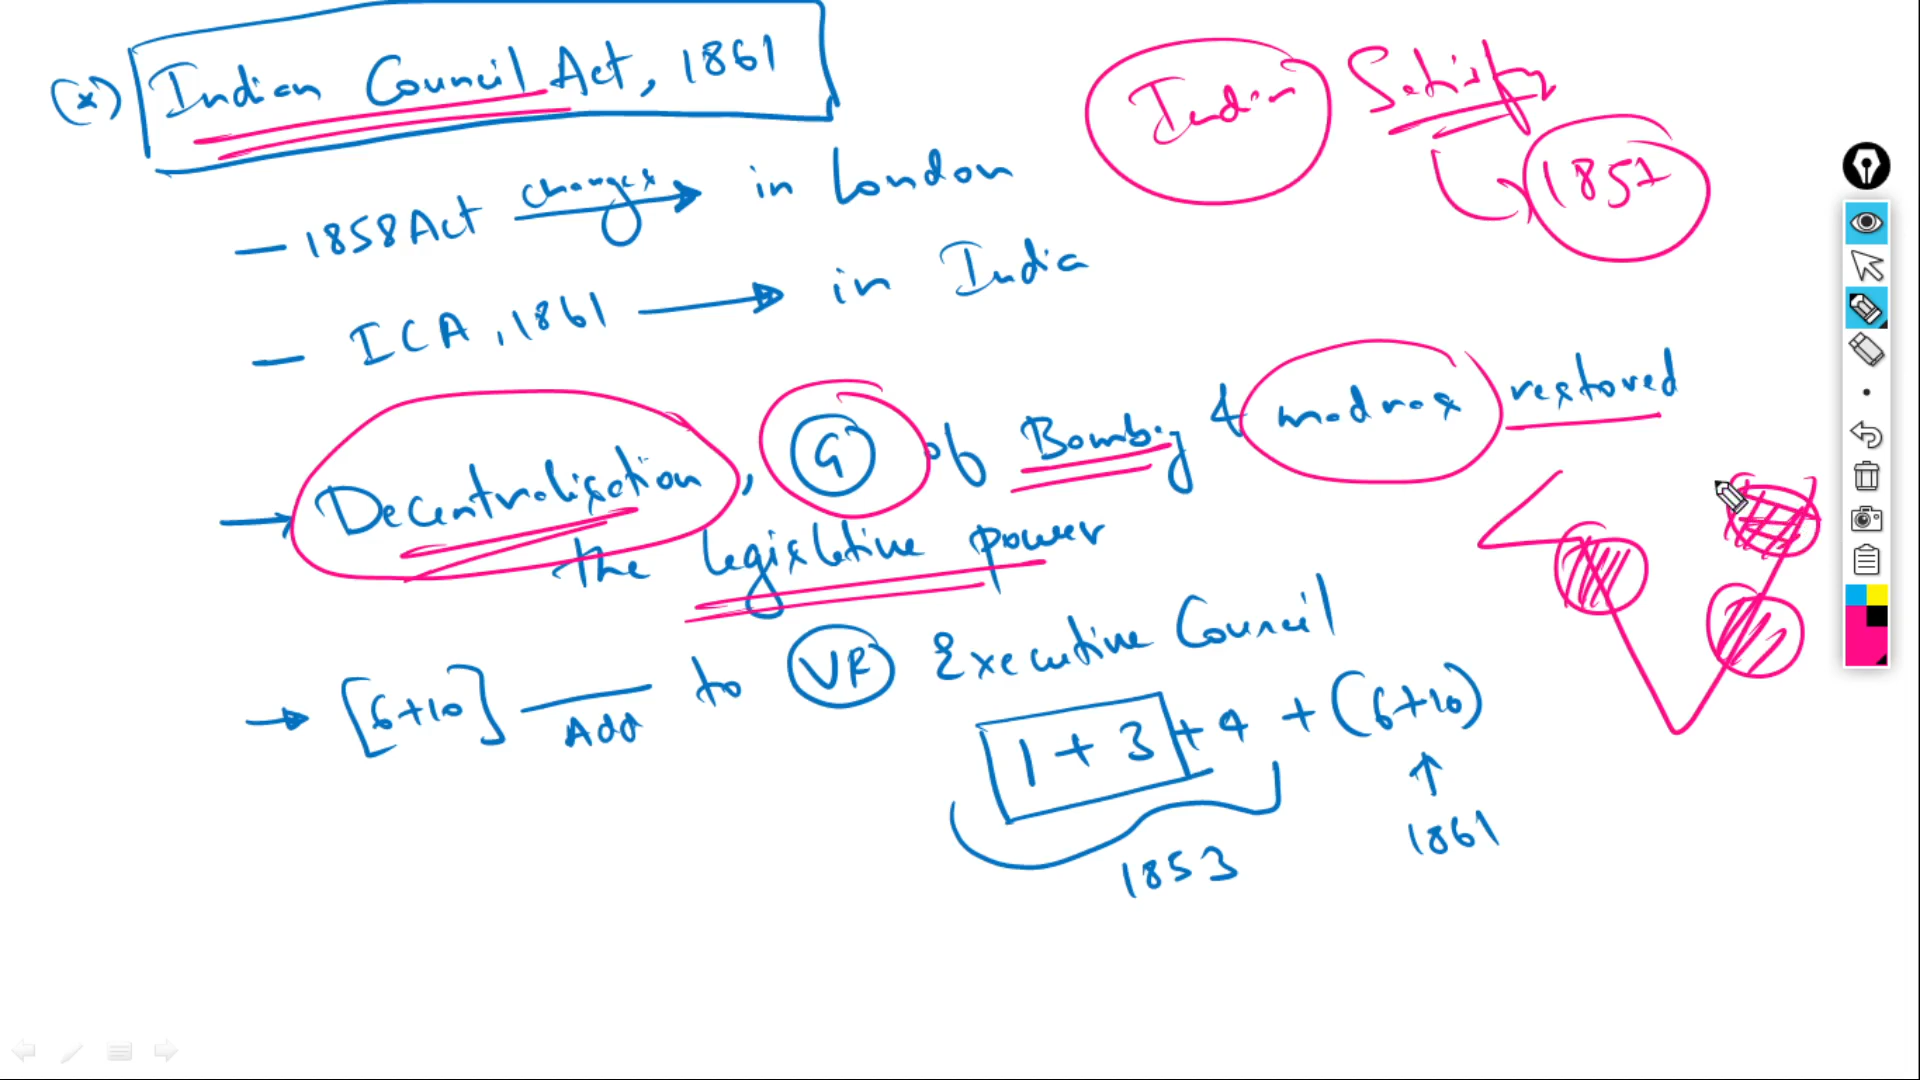 (x) Indian Council Act, 1861
Indian Satisfy
1857
— 1858 Act changes in London
— ICA, 1861 → in India
→ Decentralisation, G of Bombay & madras restored
the legislative power
→ [6+10] Add to VR Executive Council
1 + 3 + 4 + (6+10)
↑
1853 1861